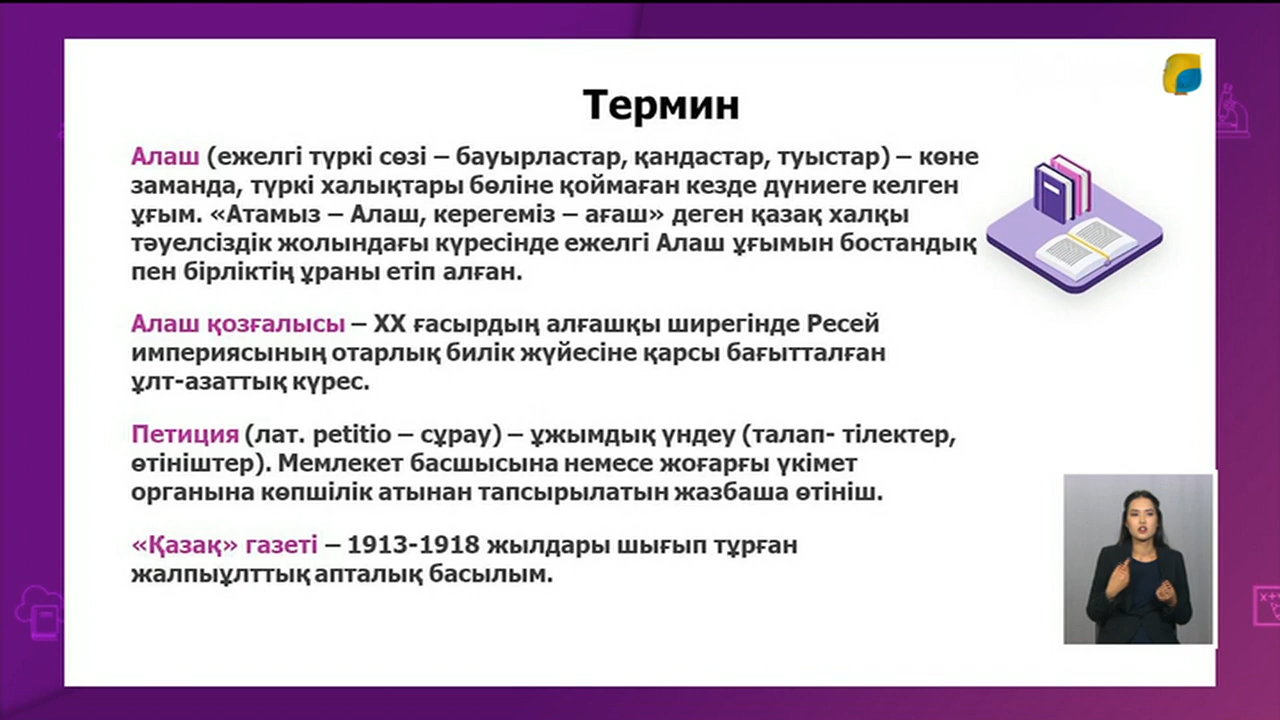 Термин
Алаш (ежелгі түркі сөзі – бауырластар, қандастар, туыстар) – көне
заманда, түркі халықтары бөліне қоймаған кезде дүниеге келген
ұғым. «Атамыз – Алаш, керегеміз – ағаш» деген қазақ халқы
тәуелсіздік жолындағы күресінде ежелгі Алаш ұғымын бостандық
пен бірліктің ұраны етіп алған.
Алаш қозғалысы – ХХ ғасырдың алғашқы ширегінде Ресей
империясының отарлық билік жүйесіне қарсы бағытталған
ұлт-азаттық күрес.
Петиция (лат. petitio – сұрау) – ұжымдық үндеу (талап- тілектер,
өтініштер). Мемлекет басшысына немесе жоғарғы үкімет
органына көпшілік атынан тапсырылатын жазбаша өтініш.
«Қазақ» газеті – 1913-1918 жылдары шығып тұрған
жалпыұлттық апталық басылым.